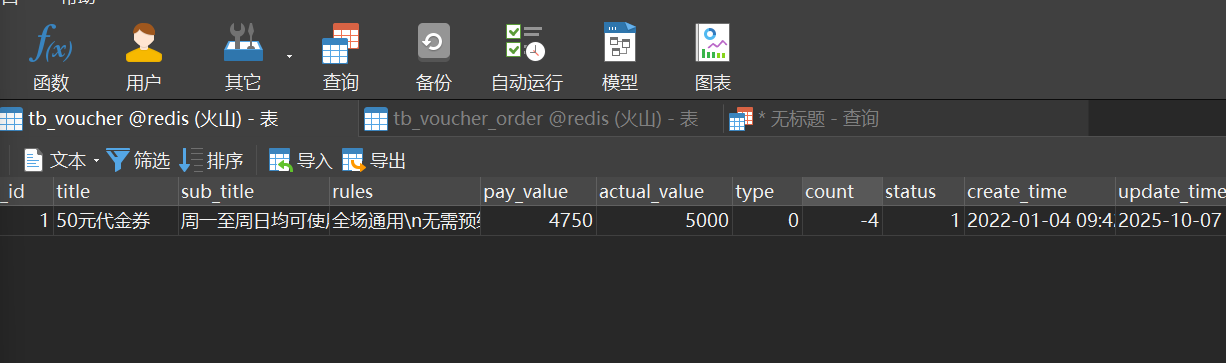 帮助
f(x)
函数 用户 其它 查询 备份 自动运行 模型 图表
tb_voucher @redis (火山) - 表 tb_voucher_order @redis (火山) - 表 * 无标题 - 查询
文本 筛选 排序 导入 导出
_id title sub_title rules pay_value actual_value type count status create_time update_time
1 50元代金券 周一至周日均可使 全场通用\n无需预 4750 5000 0 -4 1 2022-01-04 09:4 2025-10-07